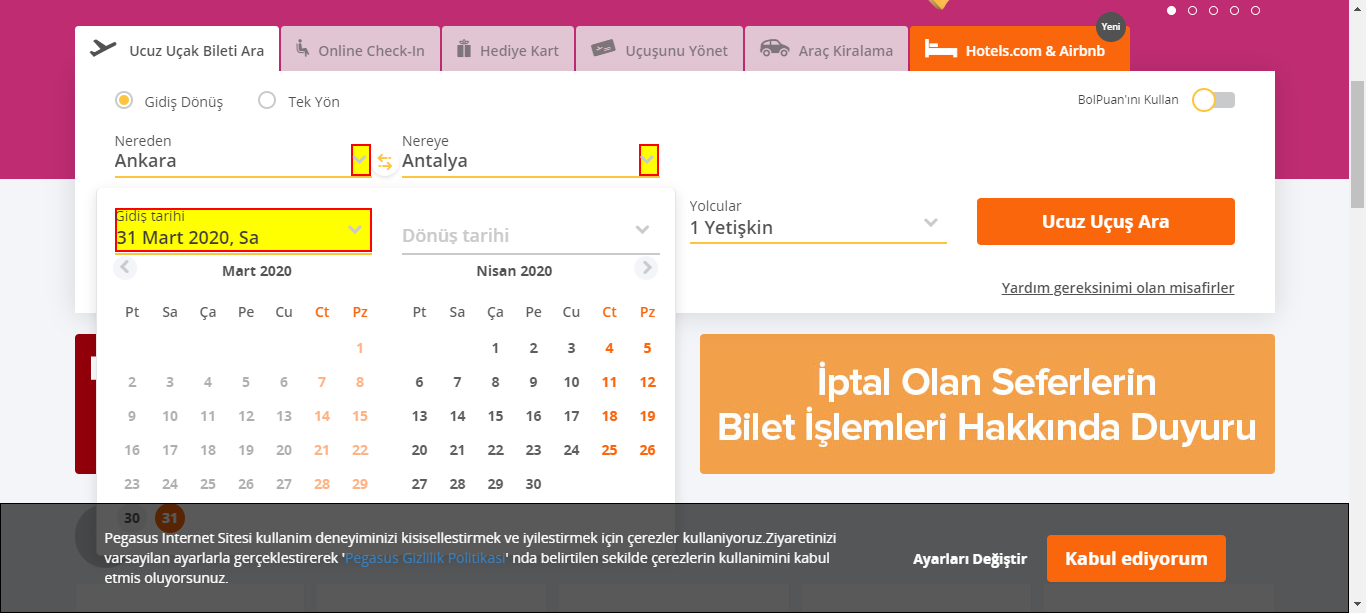 Ucuz Uçak Bileti Ara
Online Check-In
Hediye Kart
Uçuşunu Yönet
Araç Kiralama
Hotels.com & Airbnb
Yeni
Gidiş Dönüş
Tek Yön
BolPuan'ını Kullan
Nereden
Ankara
Nereye
Antalya
Gidiş tarihi
31 Mart 2020, Sa
Dönüş tarihi
Yolcular
1 Yetişkin
Ucuz Uçuş Ara
Yardım gereksinimi olan misafirler
Mart 2020
Pt Sa Ça Pe Cu Ct Pz
1
2 3 4 5 6 7 8
9 10 11 12 13 14 15
16 17 18 19 20 21 22
23 24 25 26 27 28 29
30 31
Nisan 2020
Pt Sa Ça Pe Cu Ct Pz
1 2 3 4 5
6 7 8 9 10 11 12
13 14 15 16 17 18 19
20 21 22 23 24 25 26
27 28 29 30
İptal Olan Seferlerin
Bilet İşlemleri Hakkında Duyuru
Pegasus Internet Sitesi kullanim deneyiminizi kisisellestirmek ve iyilestirmek için çerezler kullaniyoruz.Ziyaretinizi
varsayilan ayarlarla gerçeklestirerek 'Pegasus Gizlilik Politikası' nda belirtilen sekilde çerezlerin kullanimini kabul
etmis oluyorsunuz.
Ayarları Değiştir
Kabul ediyorum